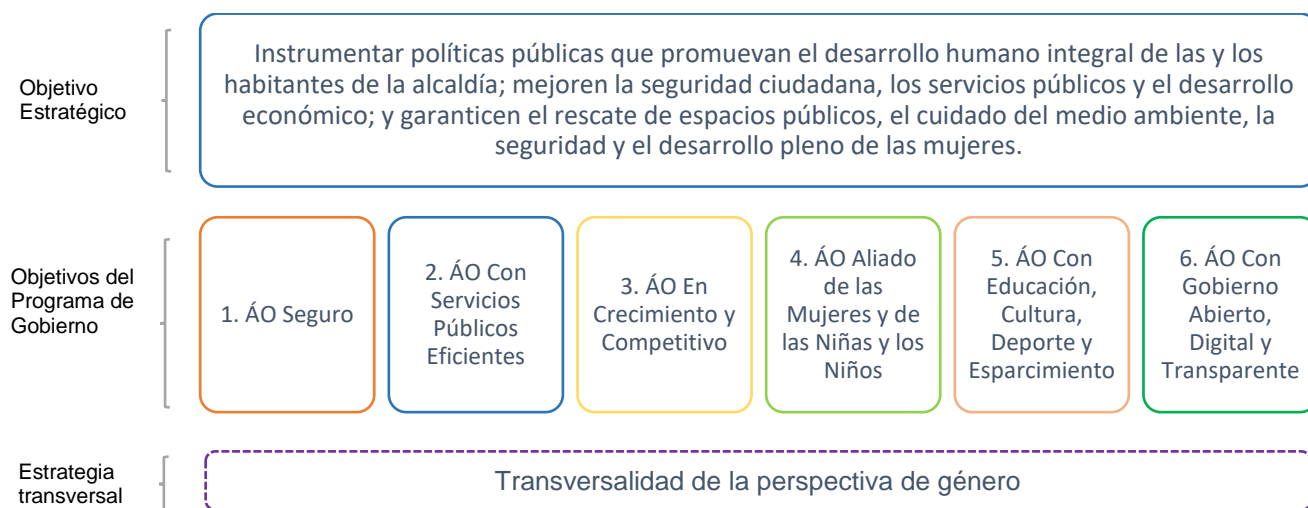 Objetivo
Estratégico
Instrumentar políticas públicas que promuevan el desarrollo humano integral de las y los
habitantes de la alcaldía; mejoren la seguridad ciudadana, los servicios públicos y el desarrollo
económico; y garanticen el rescate de espacios públicos, el cuidado del medio ambiente, la
seguridad y el desarrollo pleno de las mujeres.
Objetivos del
Programa de
Gobierno
1. ÁO Seguro
2. ÁO Con
Servicios
Públicos
Eficientes
3. ÁO En
Crecimiento y
Competitivo
4. ÁO Aliado
de las
Mujeres y de
las Niñas y los
Niños
5. ÁO Con
Educación,
Cultura,
Deporte y
Esparcimiento
6. ÁO Con
Gobierno
Abierto,
Digital y
Transparente
Estrategia
transversal
Transversalidad de la perspectiva de género